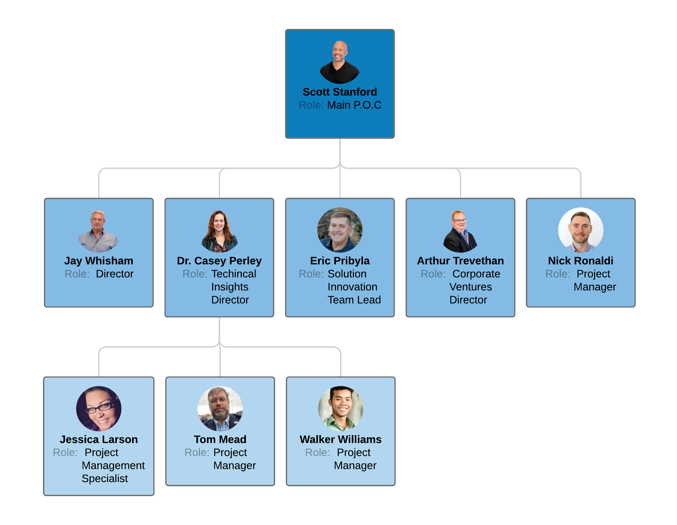 Scott Stanford
Role: Main P.O.C
Jay Whisham
Role: Director
Dr. Casey Perley
Role: Techincal
Insights
Director
Eric Pribyla
Role: Solution
Innovation
Team Lead
Arthur Trevethan
Role: Corporate
Ventures
Director
Nick Ronaldi
Role: Project
Manager
Jessica Larson
Role: Project
Management
Specialist
Tom Mead
Role: Project
Manager
Walker Williams
Role: Project
Manager